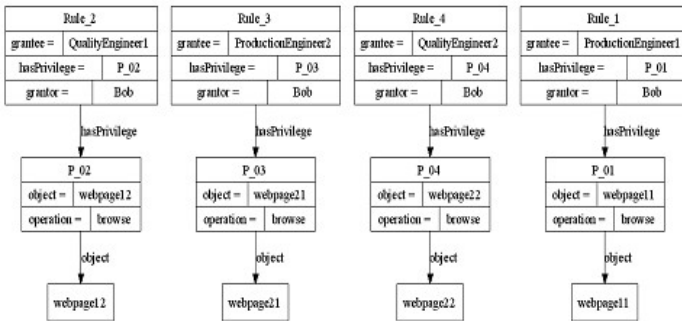 Rule_2
grantee = QualityEngineer1
hasPrivilege = P_02
grantor = Bob
hasPrivilege
P_02
object = webpage12
operation = browse
object
webpage12
Rule_3
grantee = ProductionEngineer2
hasPrivilege = P_03
grantor = Bob
hasPrivilege
P_03
object = webpage21
operation = browse
object
webpage21
Rule_4
grantee = QualityEngineer2
hasPrivilege = P_04
grantor = Bob
hasPrivilege
P_04
object = webpage22
operation = browse
object
webpage22
Rule_1
grantee = ProductionEngineer1
hasPrivilege = P_01
grantor = Bob
hasPrivilege
P_01
object = webpage11
operation = browse
object
webpage11